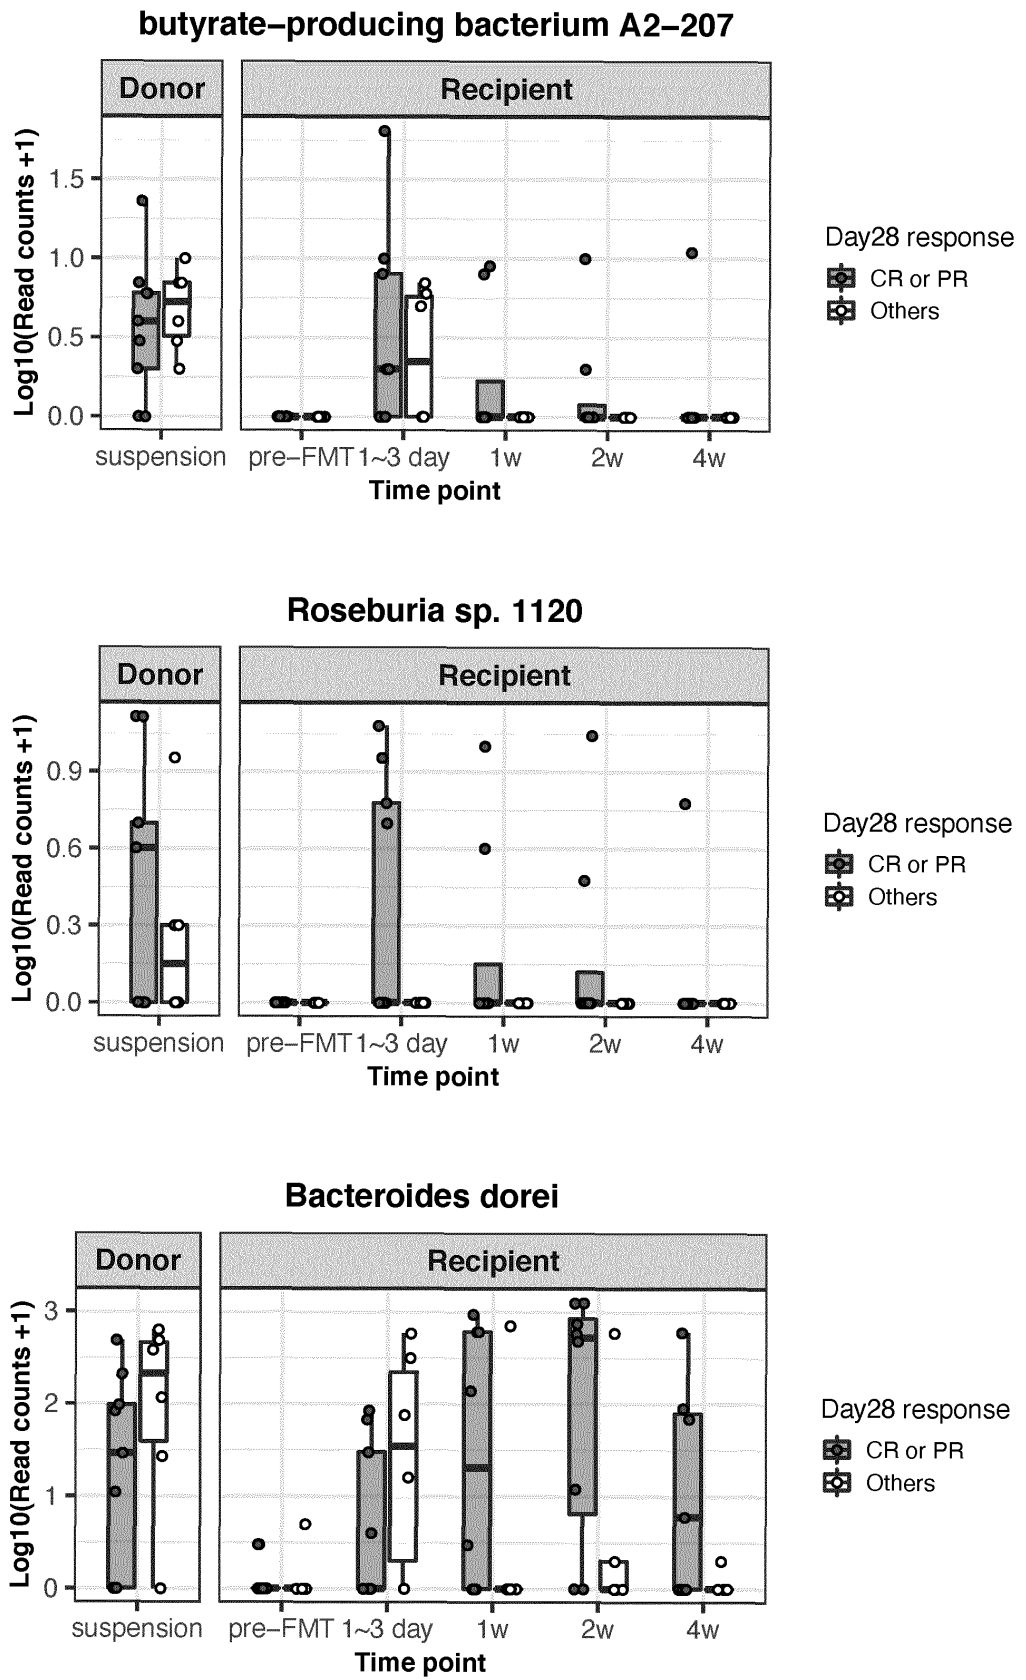 butyrate−producing bacterium A2−207
Donor
Recipient
Log10(Read counts +1)
1.5
1.0
0.5
0.0
suspension
pre−FMT
1~3 day
1w
2w
4w
Time point
Day28 response
CR or PR
Others
Roseburia sp. 1120
Donor
Recipient
Log10(Read counts +1)
0.9
0.6
0.3
0.0
suspension
pre−FMT
1~3 day
1w
2w
4w
Time point
Day28 response
CR or PR
Others
Bacteroides dorei
Donor
Recipient
Log10(Read counts +1)
3
2
1
0
suspension
pre−FMT
1~3 day
1w
2w
4w
Time point
Day28 response
CR or PR
Others